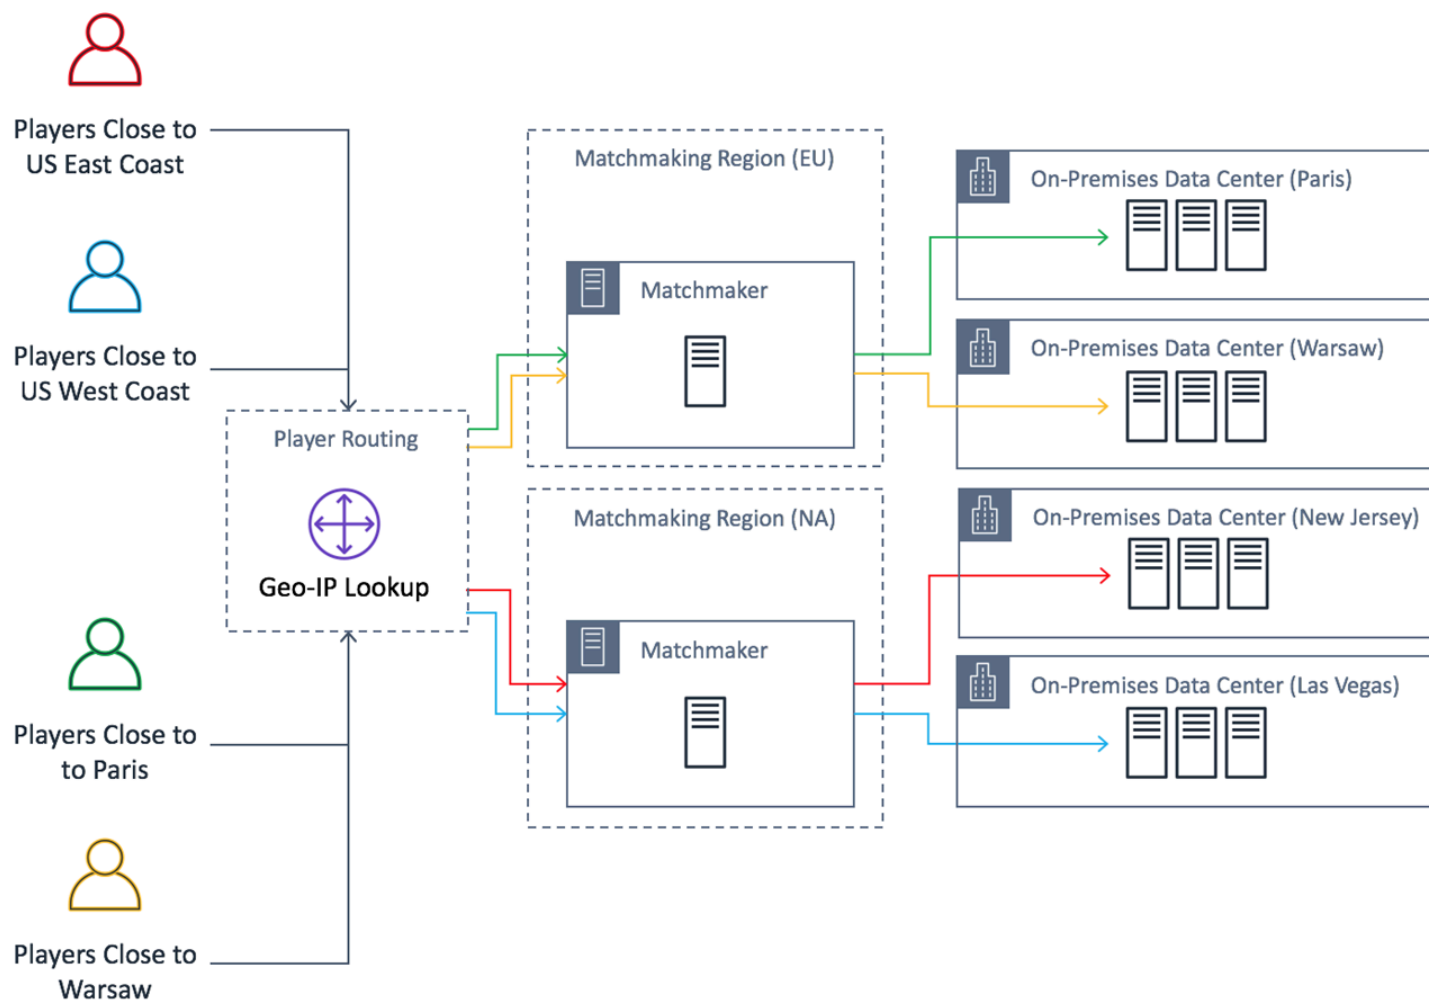 Players Close to
US East Coast
Players Close to
US West Coast
Players Close to
to Paris
Players Close to
Warsaw
Player Routing
Geo-IP Lookup
Matchmaking Region (EU)
Matchmaker
Matchmaking Region (NA)
Matchmaker
On-Premises Data Center (Paris)
On-Premises Data Center (Warsaw)
On-Premises Data Center (New Jersey)
On-Premises Data Center (Las Vegas)